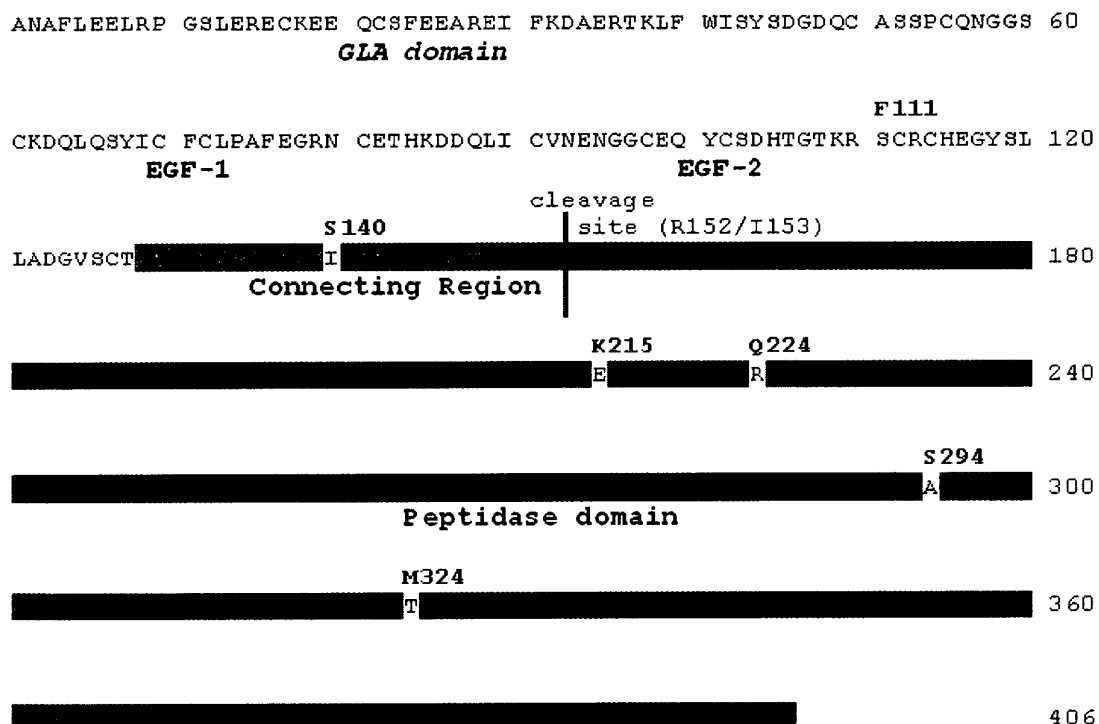 ANAFLEELRP GSLERECKEE QCSFEEAREI FKDAERTKLF WISYSDGDQC ASSPCQNGGS 60
GLA domain
F111
CKDQLQSYIC FCLPAFEGRN CETHKDDQLI CVNENGGCEQ YCSDHTGTKR SCRCHEGYSL 120
EGF-1 EGF-2
cleavage
S140 site (R152/I153)
LADGVSCT I 180
Connecting Region
K215 Q224
E R 240
S294
A 300
Peptidase domain
M324
T 360
406